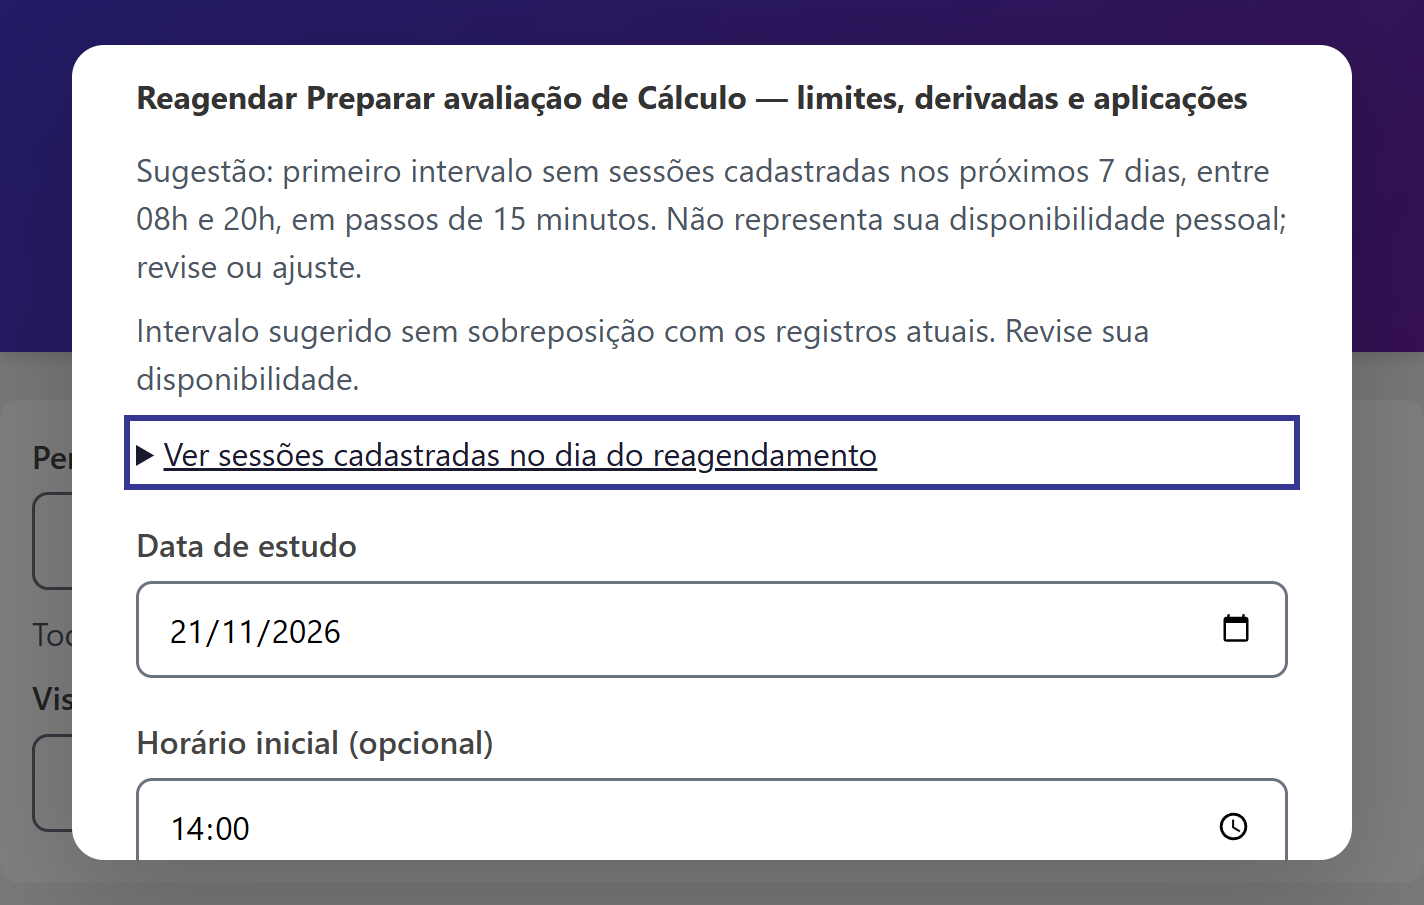 Reagendar Preparar avaliação de Cálculo — limites, derivadas e aplicações
Sugestão: primeiro intervalo sem sessões cadastradas nos próximos 7 dias, entre
08h e 20h, em passos de 15 minutos. Não representa sua disponibilidade pessoal;
revise ou ajuste.
Intervalo sugerido sem sobreposição com os registros atuais. Revise sua
disponibilidade.
Ver sessões cadastradas no dia do reagendamento
Data de estudo
21/11/2026
Horário inicial (opcional)
14:00